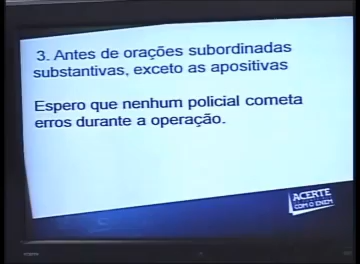 3. Antes de orações subordinadas
substantivas, exceto as apositivas
Espero que nenhum policial cometa
erros durante a operação.
ACERTE
COM O ENEM